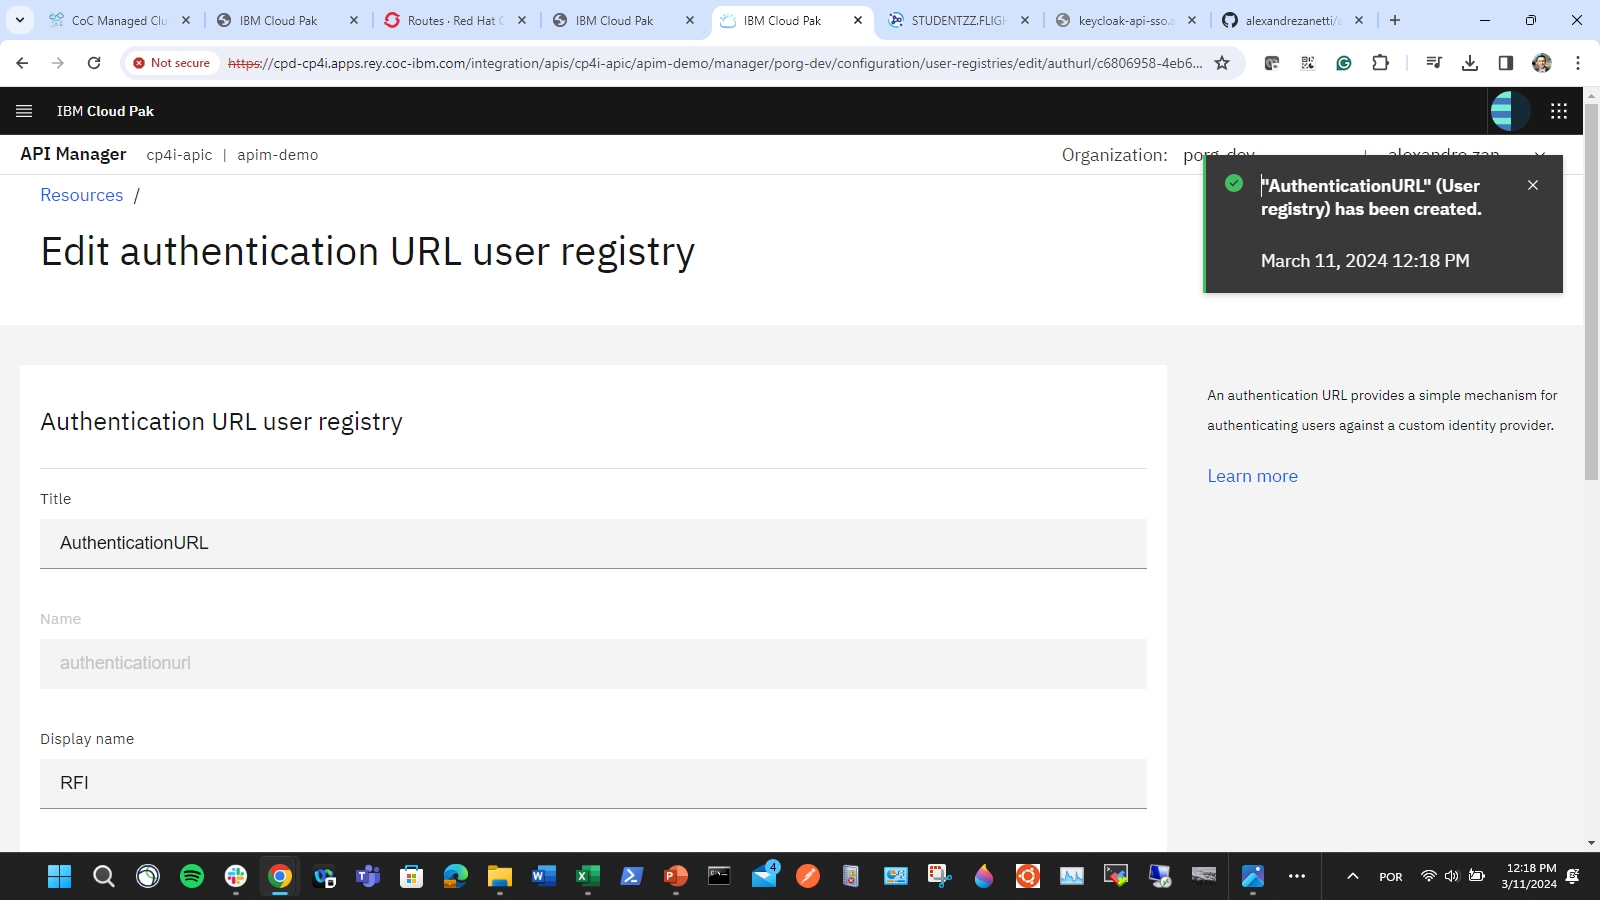 CoC Managed Clu
IBM Cloud Pak
Routes · Red Hat C
IBM Cloud Pak
IBM Cloud Pak
STUDENTZZ.FLIGH
keycloak-api-sso.a
alexandrezanetti/a
Not secure
https://cpd-cp4i.apps.rey.coc-ibm.com/integration/apis/cp4i-apic/apim-demo/manager/porg-dev/configuration/user-registries/edit/authurl/c6806958-4eb6...
IBM Cloud Pak
API Manager cp4i-apic | apim-demo
Organization: porg-dev | alexandre.zan
Resources /
Edit authentication URL user registry
"AuthenticationURL" (User
registry) has been created.
March 11, 2024 12:18 PM
Authentication URL user registry
Title
AuthenticationURL
Name
authenticationurl
Display name
RFI
An authentication URL provides a simple mechanism for
authenticating users against a custom identity provider.
Learn more
4
POR
12:18 PM
3/11/2024